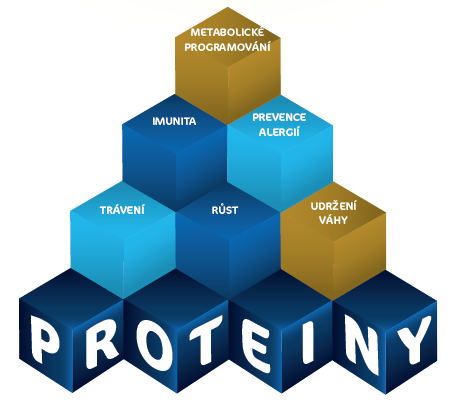 METABOLICKÉ
PROGRAMOVÁNÍ
IMUNITA
PREVENCE
ALERGIÍ
TRÁVENÍ
RŮST
UDRŽENÍ
VÁHY
PROTEINY